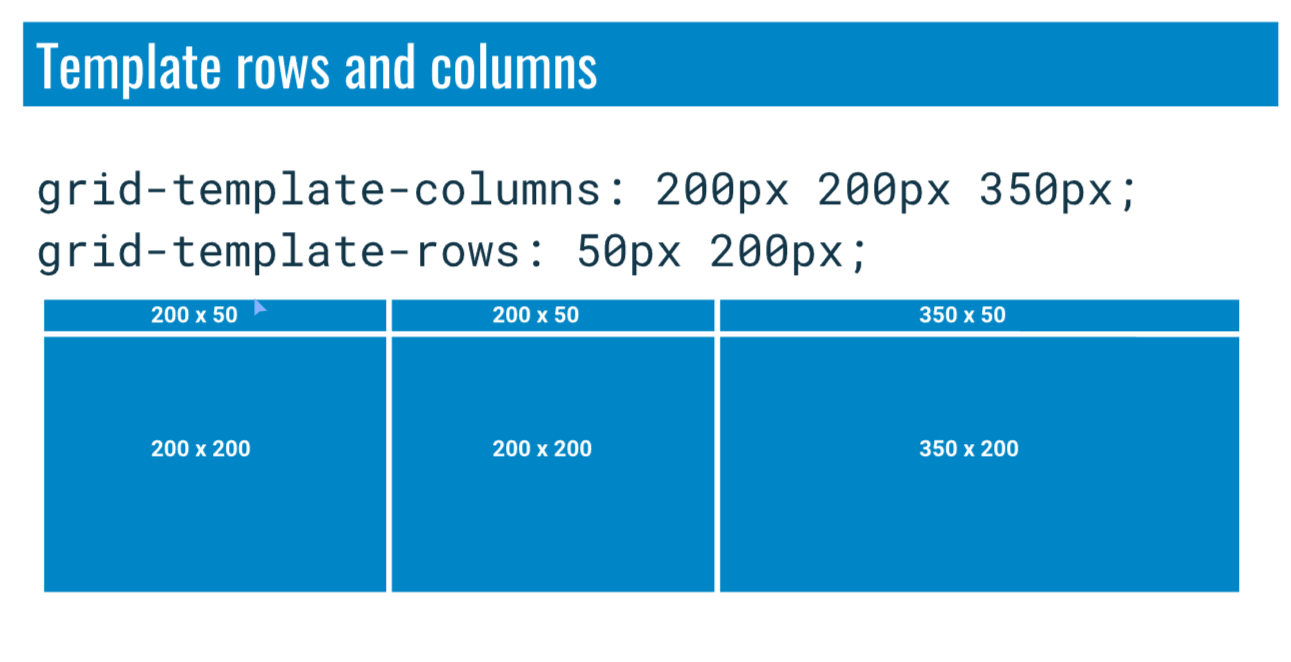 Template rows and columns
grid-template-columns: 200px 200px 350px;
grid-template-rows: 50px 200px;
200 x 50 200 x 50 350 x 50
200 x 200 200 x 200 350 x 200